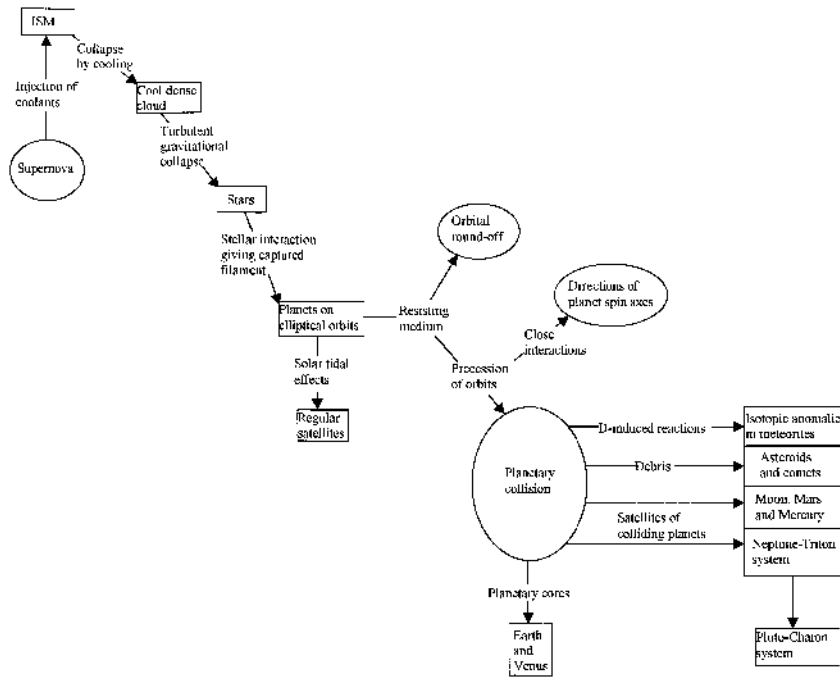 ISM
Collapse
by cooling
Injection of
coolants
Cool dense
cloud
Turbulent
gravitational
collapse
Supernova
Stars
Stellar interaction
giving captured
filament
Orbital
round-off
Directions of
planet spin axes
Planets on
elliptical orbits
Resisting
medium
Close
interactions
Solar tidal
effects
Precession
of orbits
Regular
satellites
Planetary
collision
D-induced reactions
Isotopic anomalie
in meteorites
Debris
Asteroids
and comets
Moon, Mars
and Mercury
Satellites of
colliding planets
Neptune-Triton
system
Planetary cores
Earth
and
Venus
Pluto-Charon
system